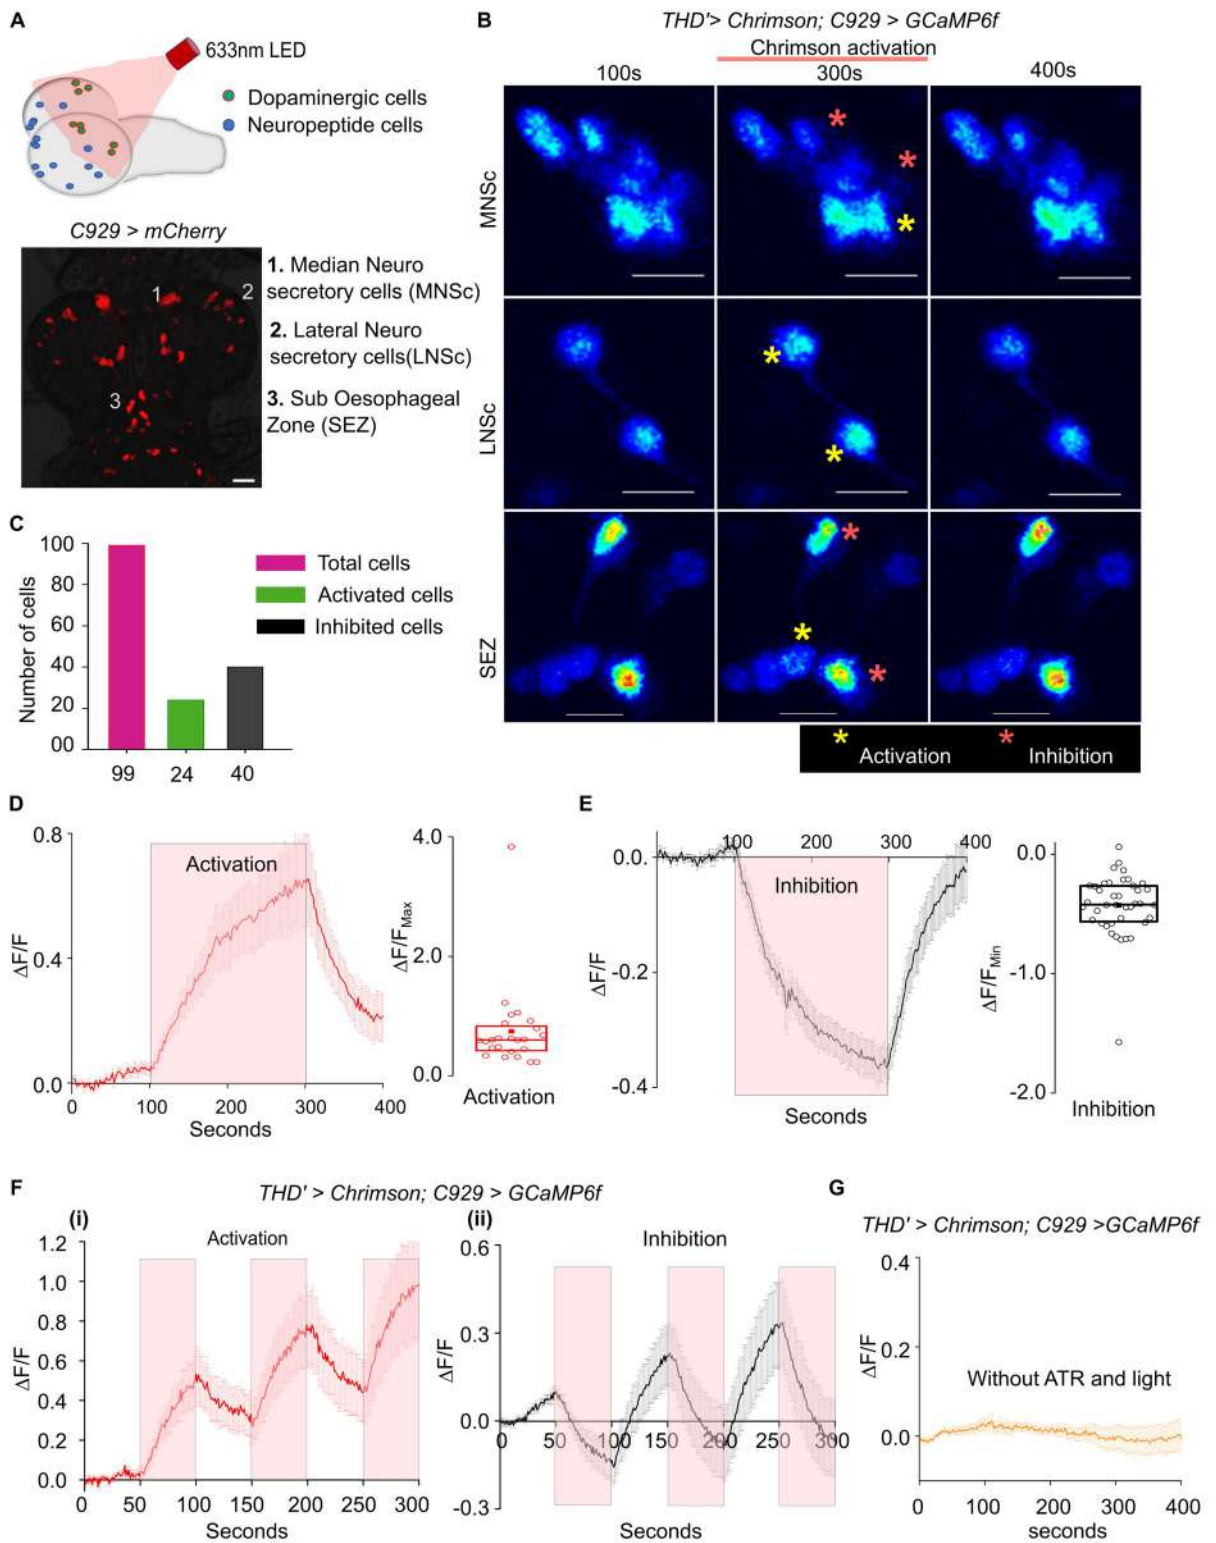 A
633nm LED
Dopaminergic cells
Neuropeptide cells
C929 > mCherry
1
2
3
1. Median Neuro
secretory cells (MNSc)
2. Lateral Neuro
secretory cells(LNSc)
3. Sub Oesophageal
Zone (SEZ)
B
THD'> Chrimson; C929 > GCaMP6f
Chrimson activation
100s 300s 400s
MNSc
*
*
*
LNSc
*
*
SEZ
*
*
*
* *
Activation Inhibition
C
Number of cells
100
80
60
40
20
00
99 24 40
Total cells
Activated cells
Inhibited cells
D
ΔF/F
0.8
0.4
0.0
Activation
0 100 200 300 400
Seconds
ΔF/FMax
4.0
2.0
0.0
Activation
E
ΔF/F
0.0
-0.2
-0.4
100 200 300 400
Inhibition
Seconds
ΔF/FMin
0.0
-1.0
-2.0
Inhibition
F
THD' > Chrimson; C929 > GCaMP6f
(i)
Activation
ΔF/F
1.2
1.0
0.8
0.6
0.4
0.2
0.0
0 50 100 150 200 250 300
Seconds
(ii)
Inhibition
ΔF/F
0.6
0.3
0.0
-0.3
0 50 100 150 200 250 300
Seconds
G
THD' > Chrimson; C929 >GCaMP6f
ΔF/F
0.4
0.2
0.0
Without ATR and light
0 100 200 300 400
seconds